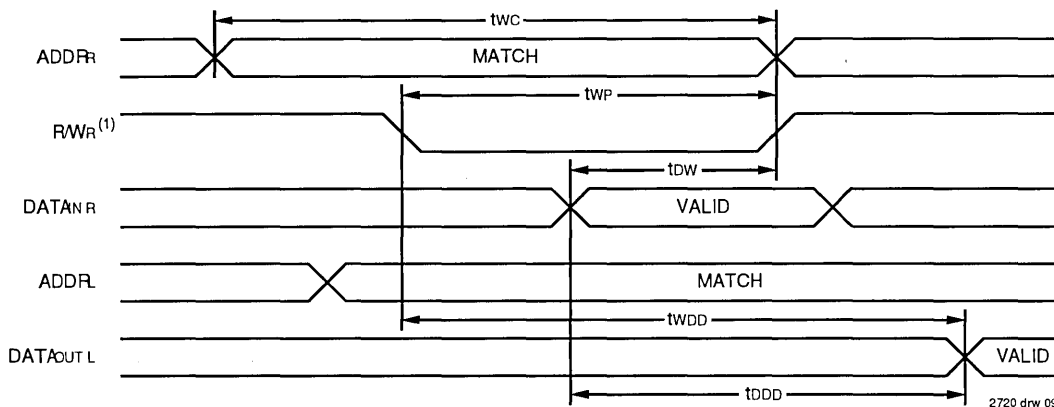 tWC
ADDRR
MATCH
tWP
R/WR(1)
tDW
DATAIN R
VALID
ADDRL
MATCH
tWDD
DATAOUT L
VALID
tDDD
2720 drw 09